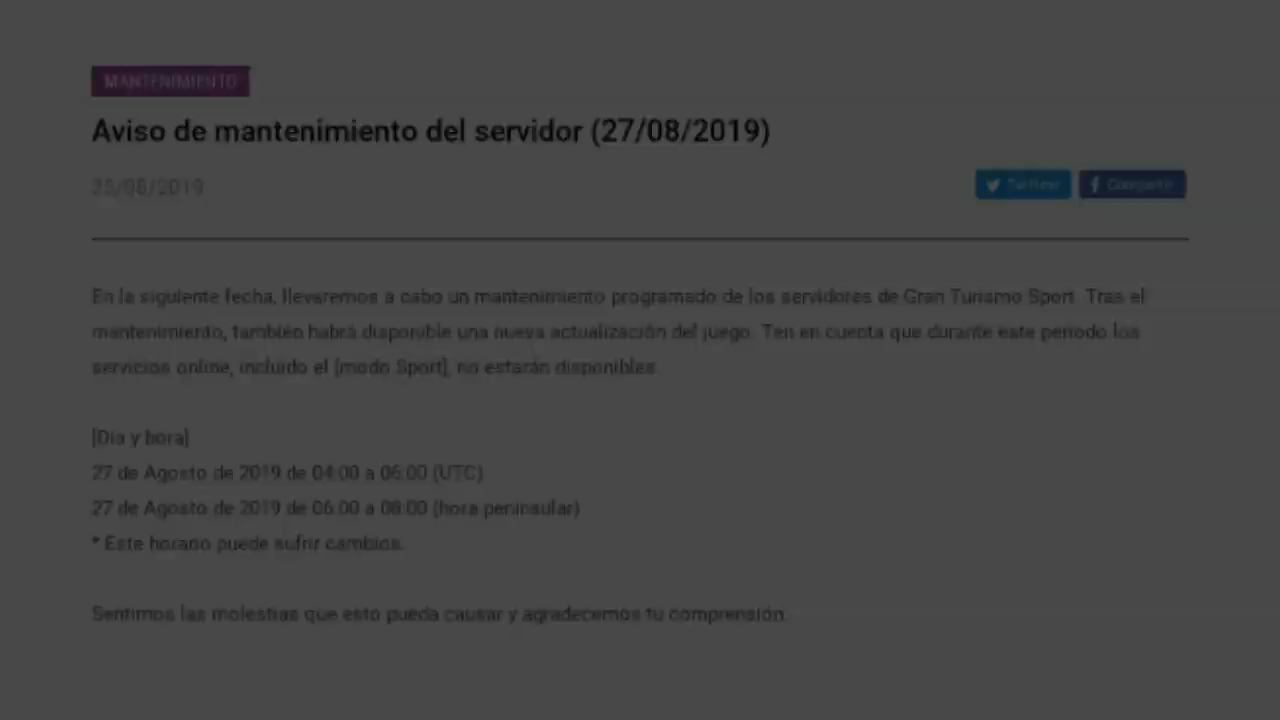 MANTENIMIENTO
Aviso de mantenimiento del servidor (27/08/2019)
23/08/2019
Twittear
Compartir
En la siguiente fecha, llevaremos a cabo un mantenimiento programado de los servidores de Gran Turismo Sport. Tras el
mantenimiento, también habrá disponible una nueva actualización del juego. Ten en cuenta que durante este periodo los
servicios online, incluido el [modo Sport], no estarán disponibles.
[Día y hora]
27 de Agosto de 2019 de 04:00 a 06:00 (UTC)
27 de Agosto de 2019 de 06:00 a 08:00 (hora peninsular)
* Este horario puede sufrir cambios.
Sentimos las molestias que esto pueda causar y agradecemos tu comprensión.